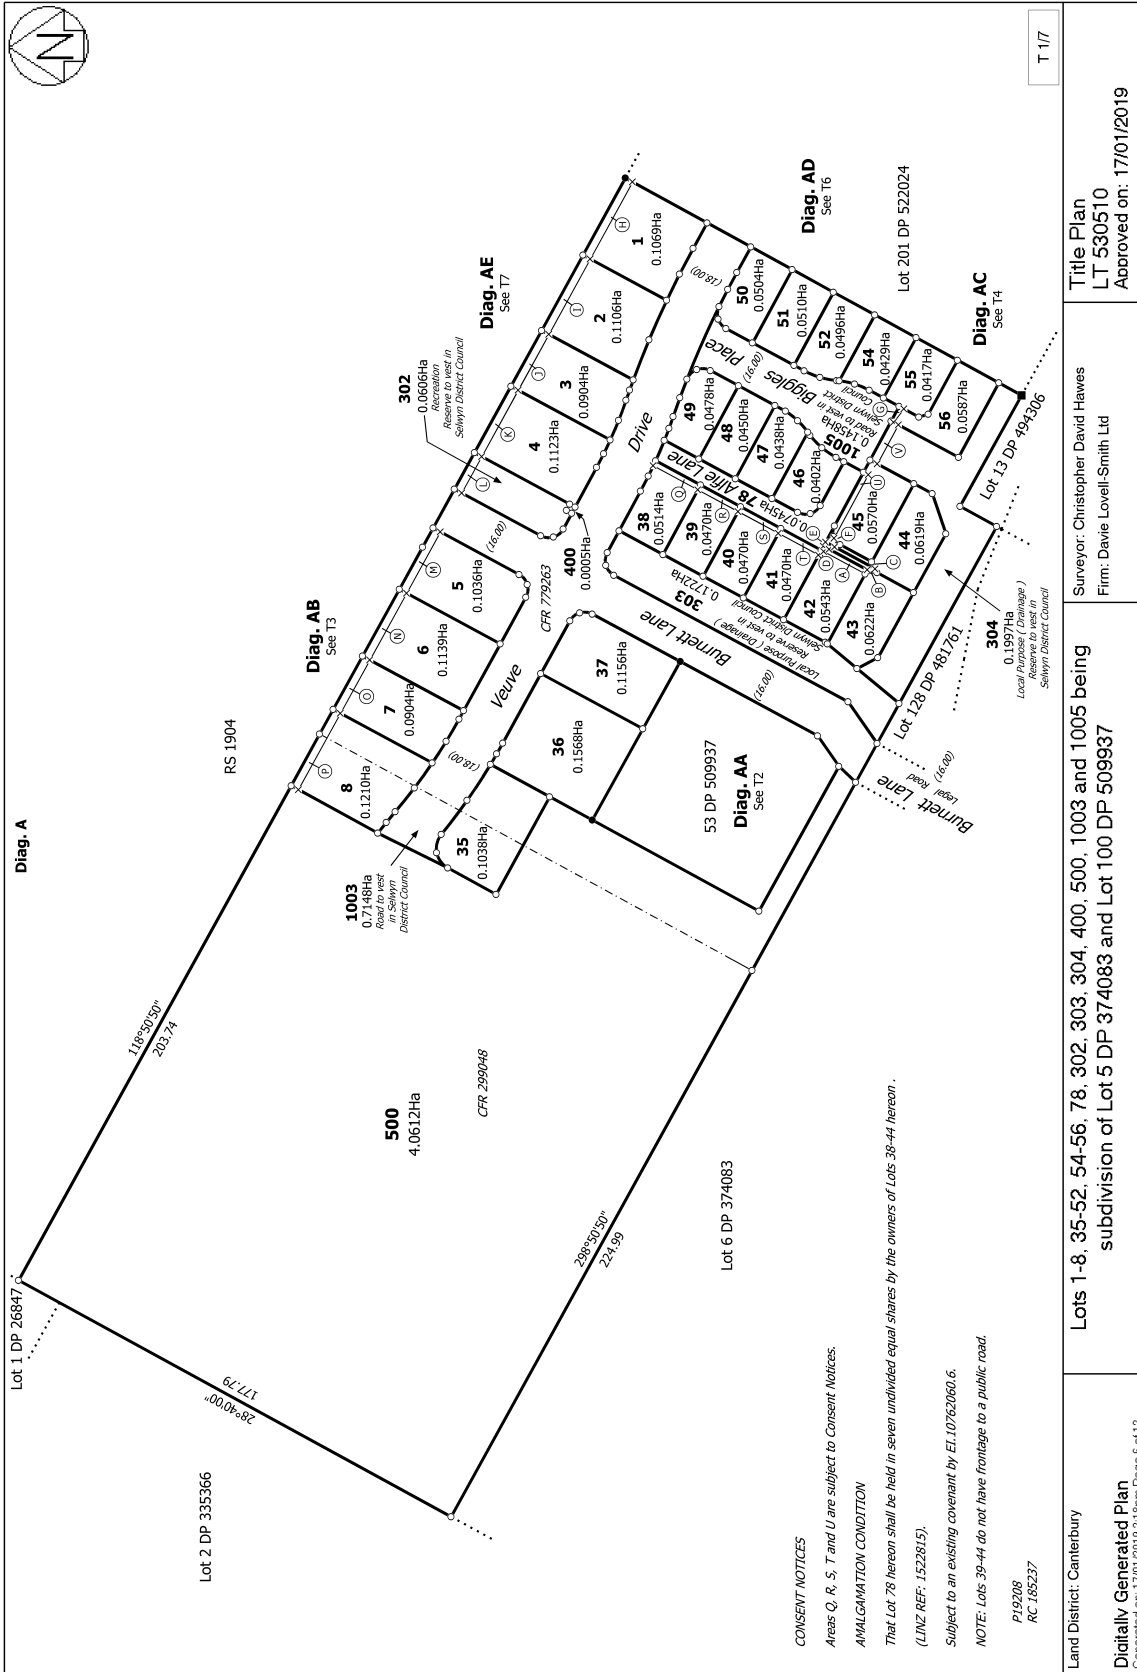 Diag. A
T 1/7
N
Lot 1 DP 26847
Lot 2 DP 335366
28°40'00"
177.79
118°50'50"
203.74
RS 1904
500
4.0612Ha
CFR 299048
298°50'50"
224.99
Lot 6 DP 374083
1003
0.7148Ha
Road to vest
in Selwyn
District Council
Diag. AB
See T3
Diag. AE
See T7
302
0.0606Ha
Recreation
Reserve to vest in
Selwyn District Council
P
O
N
M
L
K
J
I
H
8
0.1210Ha
7
0.0904Ha
6
0.1139Ha
5
0.1036Ha
4
0.1123Ha
3
0.0904Ha
2
0.1106Ha
1
0.1069Ha
(18.00)
Veuve
CFR 779263
(16.00)
Drive
(18.00)
400
0.0005Ha
35
0.1038Ha
36
0.1568Ha
37
0.1156Ha
53 DP 509937
Diag. AA
See T2
Burnett Lane
(16.00)
303
0.1722Ha
Local Purpose ( Drainage )
Reserve to vest in
Selwyn District Council
38
0.0514Ha
39
0.0470Ha
40
0.0470Ha
41
0.0470Ha
42
0.0543Ha
43
0.0622Ha
44
0.0619Ha
45
0.0570Ha
46
0.0402Ha
47
0.0438Ha
48
0.0450Ha
49
0.0478Ha
78 Alfie Lane
0.0745Ha
Q
R
S
T
D
E
F
A
B
C
U
V
G
Biggles Place
(16.00)
1005
0.1458Ha
Road to vest in
Selwyn District
Council
50
0.0504Ha
51
0.0510Ha
52
0.0496Ha
54
0.0429Ha
55
0.0417Ha
56
0.0587Ha
Diag. AD
See T6
Lot 201 DP 522024
Diag. AC
See T4
Lot 13 DP 494306
Lot 128 DP 481761
304
0.1997Ha
Local Purpose ( Drainage )
Reserve to vest in
Selwyn District Council
Burnett Lane
Legal Road
(16.00)
CONSENT NOTICES
Areas Q, R, S, T and U are subject to Consent Notices.
AMALGAMATION CONDITION
That Lot 78 hereon shall be held in seven undivided equal shares by the owners of Lots 38-44 hereon .
(LINZ REF: 1522815).
Subject to an existing covenant by EI.10762060.6.
NOTE: Lots 39-44 do not have frontage to a public road.
P19208
RC 185237
Land District: Canterbury
Digitally Generated Plan
Lots 1-8, 35-52, 54-56, 78, 302, 303, 304, 400, 500, 1003 and 1005 being
subdivision of Lot 5 DP 374083 and Lot 100 DP 509937
Surveyor: Christopher David Hawes
Firm: Davie Lovell-Smith Ltd
Title Plan
LT 530510
Approved on: 17/01/2019